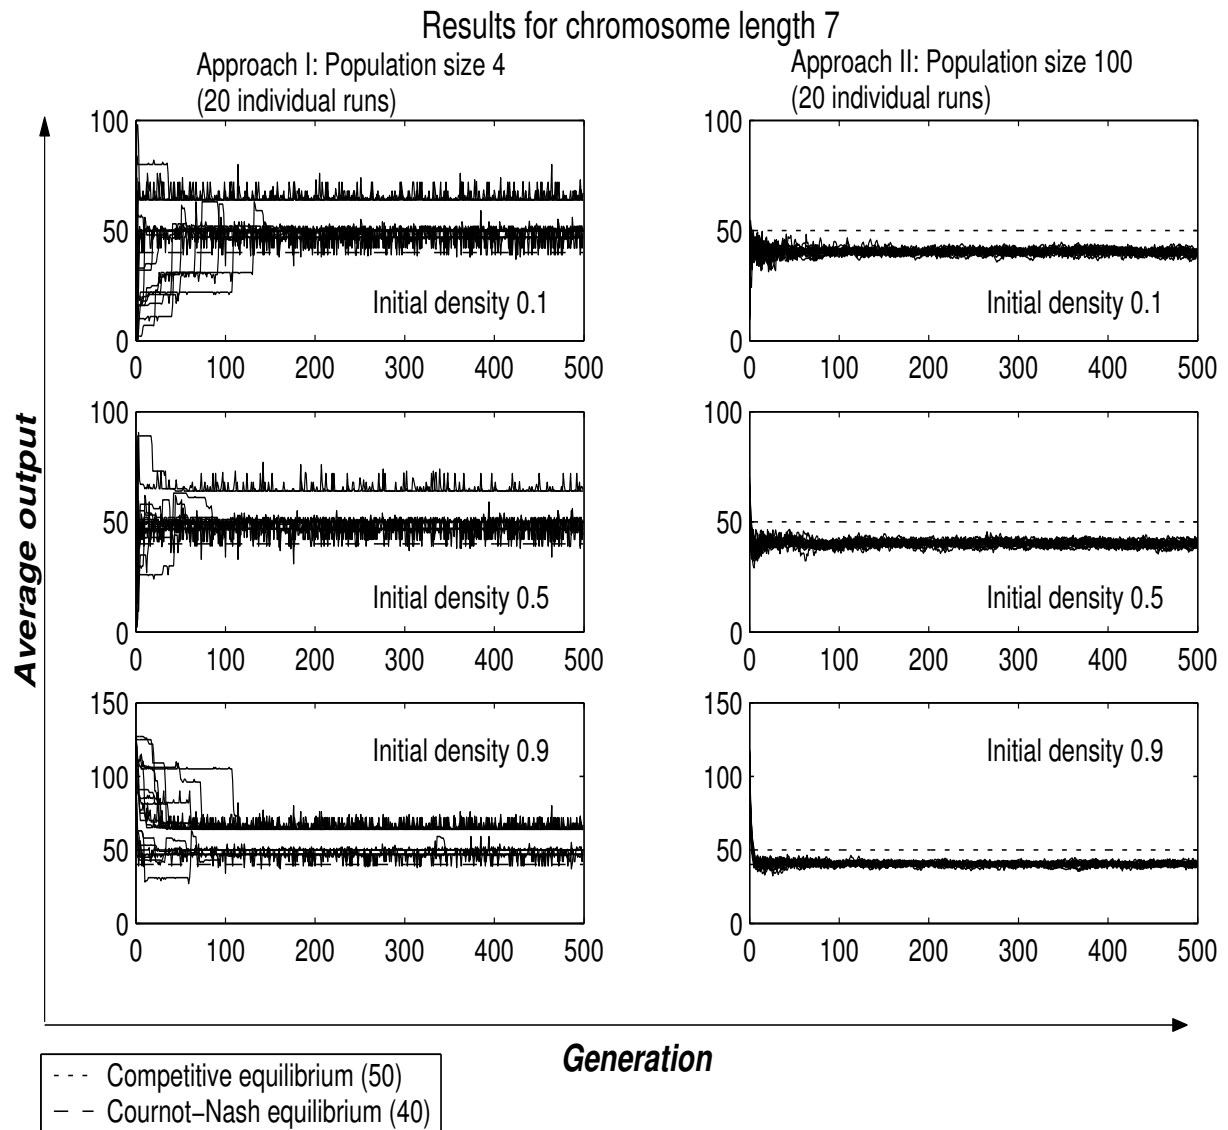 Results for chromosome length 7
Approach I: Population size 4
(20 individual runs)
Approach II: Population size 100
(20 individual runs)
Average output
100
50
0
0 100 200 300 400 500
Initial density 0.1
100
50
0
0 100 200 300 400 500
Initial density 0.1
100
50
0
0 100 200 300 400 500
Initial density 0.5
100
50
0
0 100 200 300 400 500
Initial density 0.5
150
100
50
0
0 100 200 300 400 500
Initial density 0.9
150
100
50
0
0 100 200 300 400 500
Initial density 0.9
Generation
Competitive equilibrium (50)
Cournot–Nash equilibrium (40)